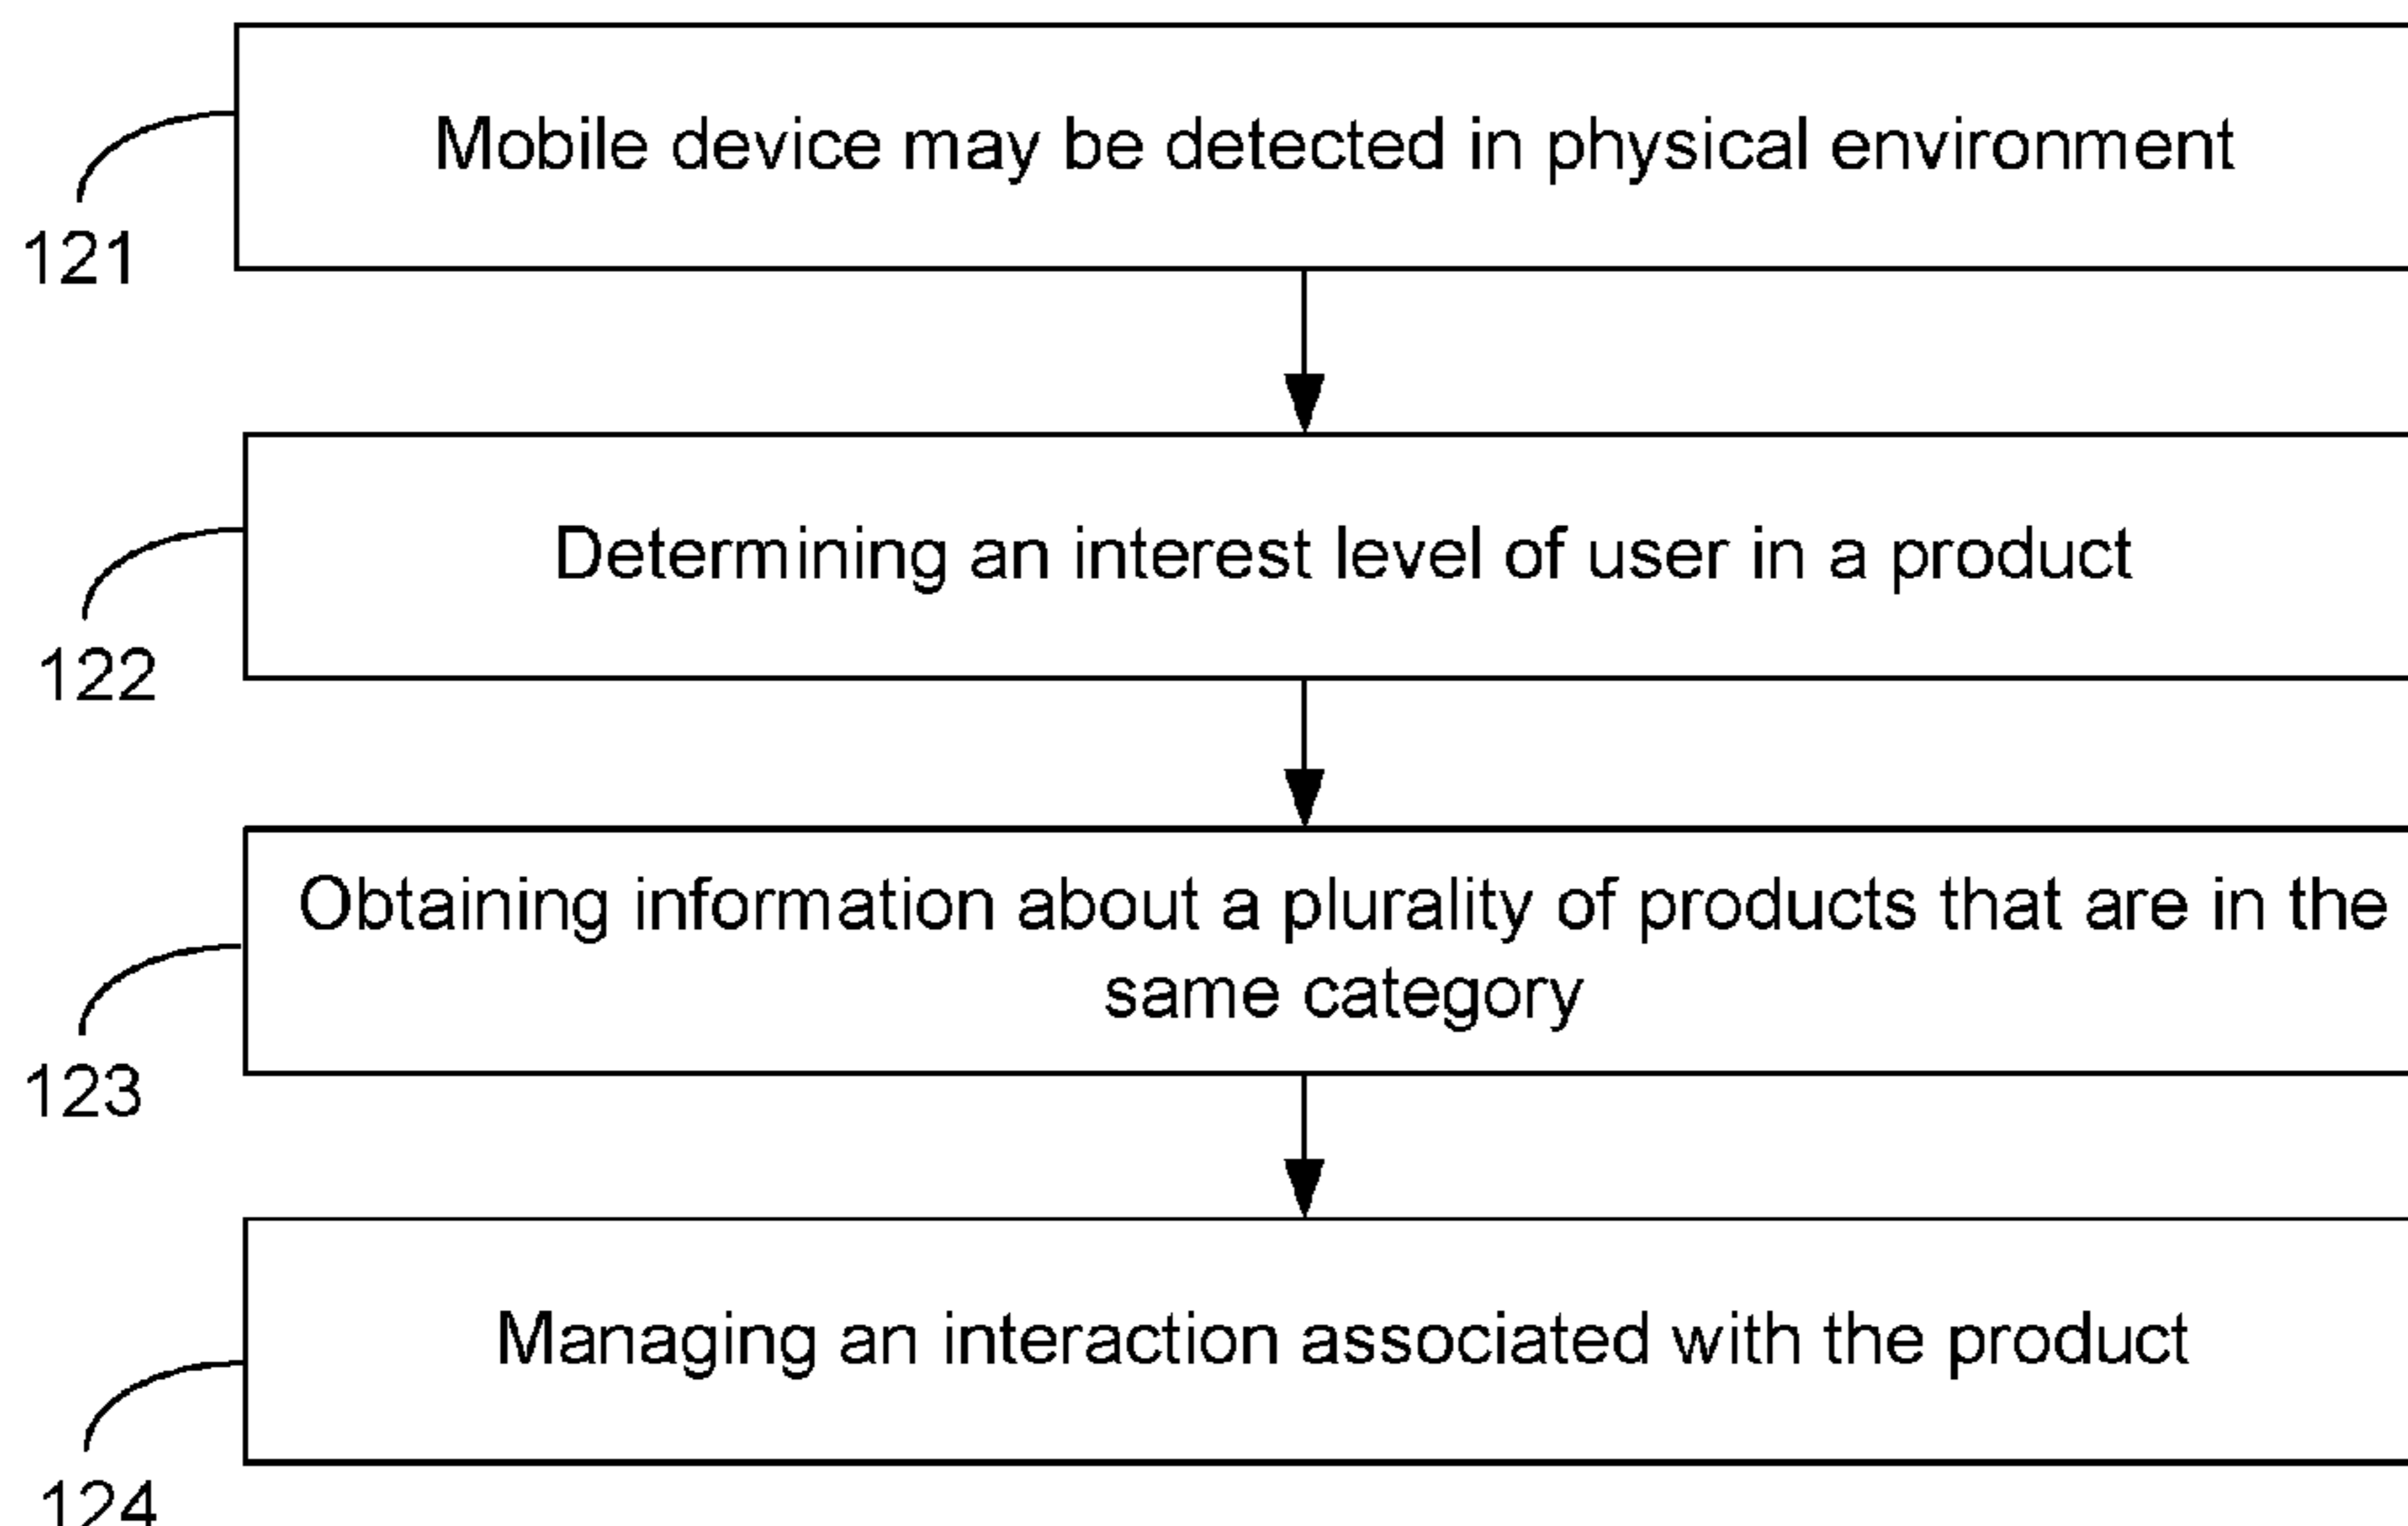 Mobile device may be detected in physical environment
121
Determining an interest level of user in a product
122
Obtaining information about a plurality of products that are in the
same category
123
Managing an interaction associated with the product
124